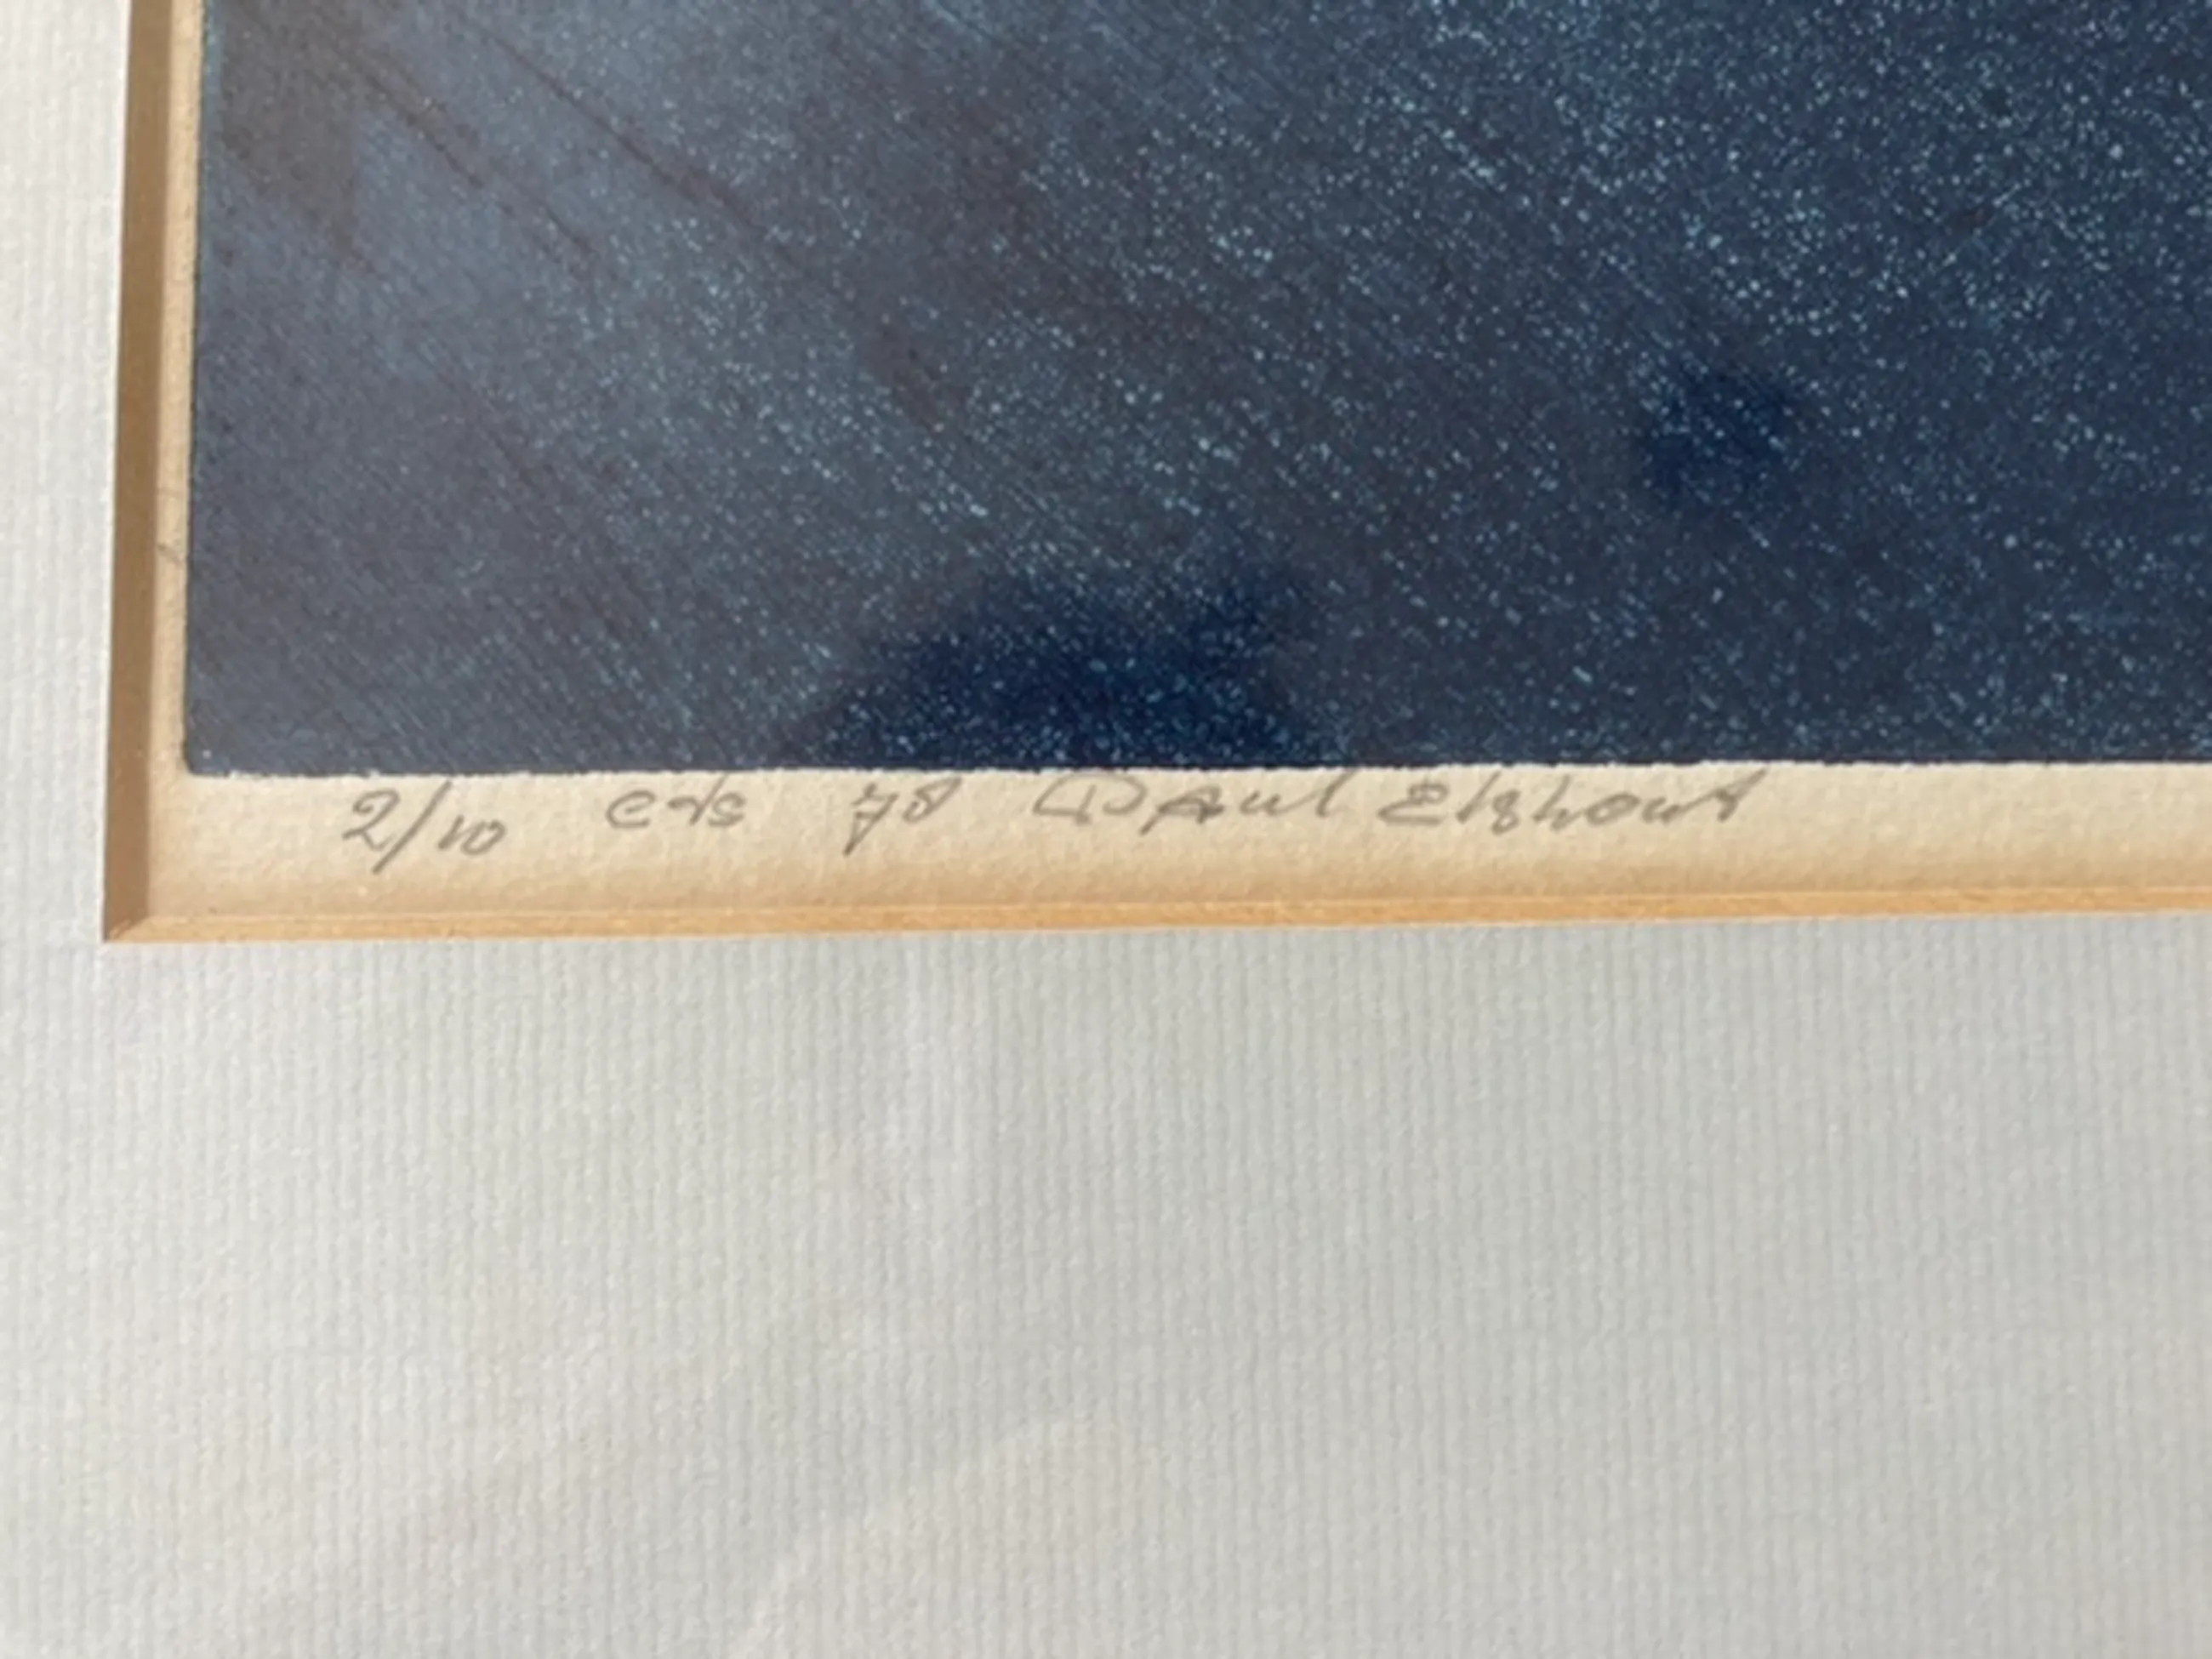 2/10 ets 78 Paul Elshout